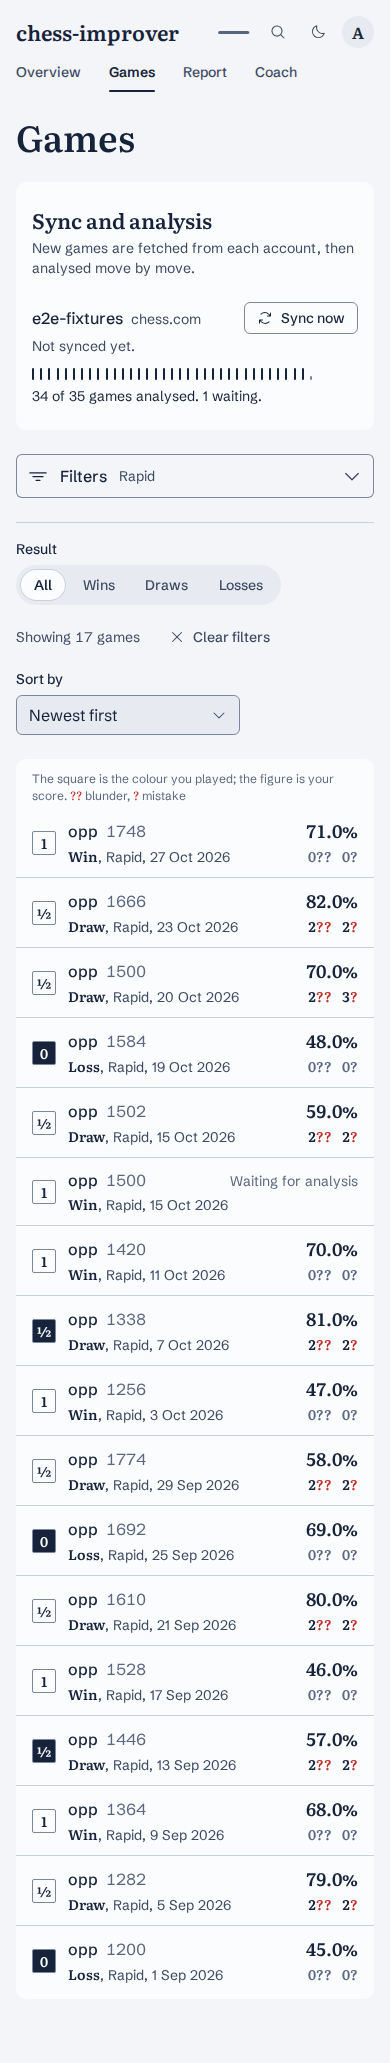 chess-improver
A
Overview Games Report Coach
Games
Sync and analysis
New games are fetched from each account, then
analysed move by move.
e2e-fixtures chess.com Sync now
Not synced yet.
34 of 35 games analysed. 1 waiting.
Filters Rapid
Result
All Wins Draws Losses
Showing 17 games Clear filters
Sort by
Newest first
The square is the colour you played; the figure is your
score. ?? blunder, ? mistake
1 opp 1748 71.0%
Win, Rapid, 27 Oct 2026 0?? 0?
½ opp 1666 82.0%
Draw, Rapid, 23 Oct 2026 2?? 2?
½ opp 1500 70.0%
Draw, Rapid, 20 Oct 2026 2?? 3?
0 opp 1584 48.0%
Loss, Rapid, 19 Oct 2026 0?? 0?
½ opp 1502 59.0%
Draw, Rapid, 15 Oct 2026 2?? 2?
1 opp 1500 Waiting for analysis
Win, Rapid, 15 Oct 2026
1 opp 1420 70.0%
Win, Rapid, 11 Oct 2026 0?? 0?
½ opp 1338 81.0%
Draw, Rapid, 7 Oct 2026 2?? 2?
1 opp 1256 47.0%
Win, Rapid, 3 Oct 2026 0?? 0?
½ opp 1774 58.0%
Draw, Rapid, 29 Sep 2026 2?? 2?
0 opp 1692 69.0%
Loss, Rapid, 25 Sep 2026 0?? 0?
½ opp 1610 80.0%
Draw, Rapid, 21 Sep 2026 2?? 2?
1 opp 1528 46.0%
Win, Rapid, 17 Sep 2026 0?? 0?
½ opp 1446 57.0%
Draw, Rapid, 13 Sep 2026 2?? 2?
1 opp 1364 68.0%
Win, Rapid, 9 Sep 2026 0?? 0?
½ opp 1282 79.0%
Draw, Rapid, 5 Sep 2026 2?? 2?
0 opp 1200 45.0%
Loss, Rapid, 1 Sep 2026 0?? 0?